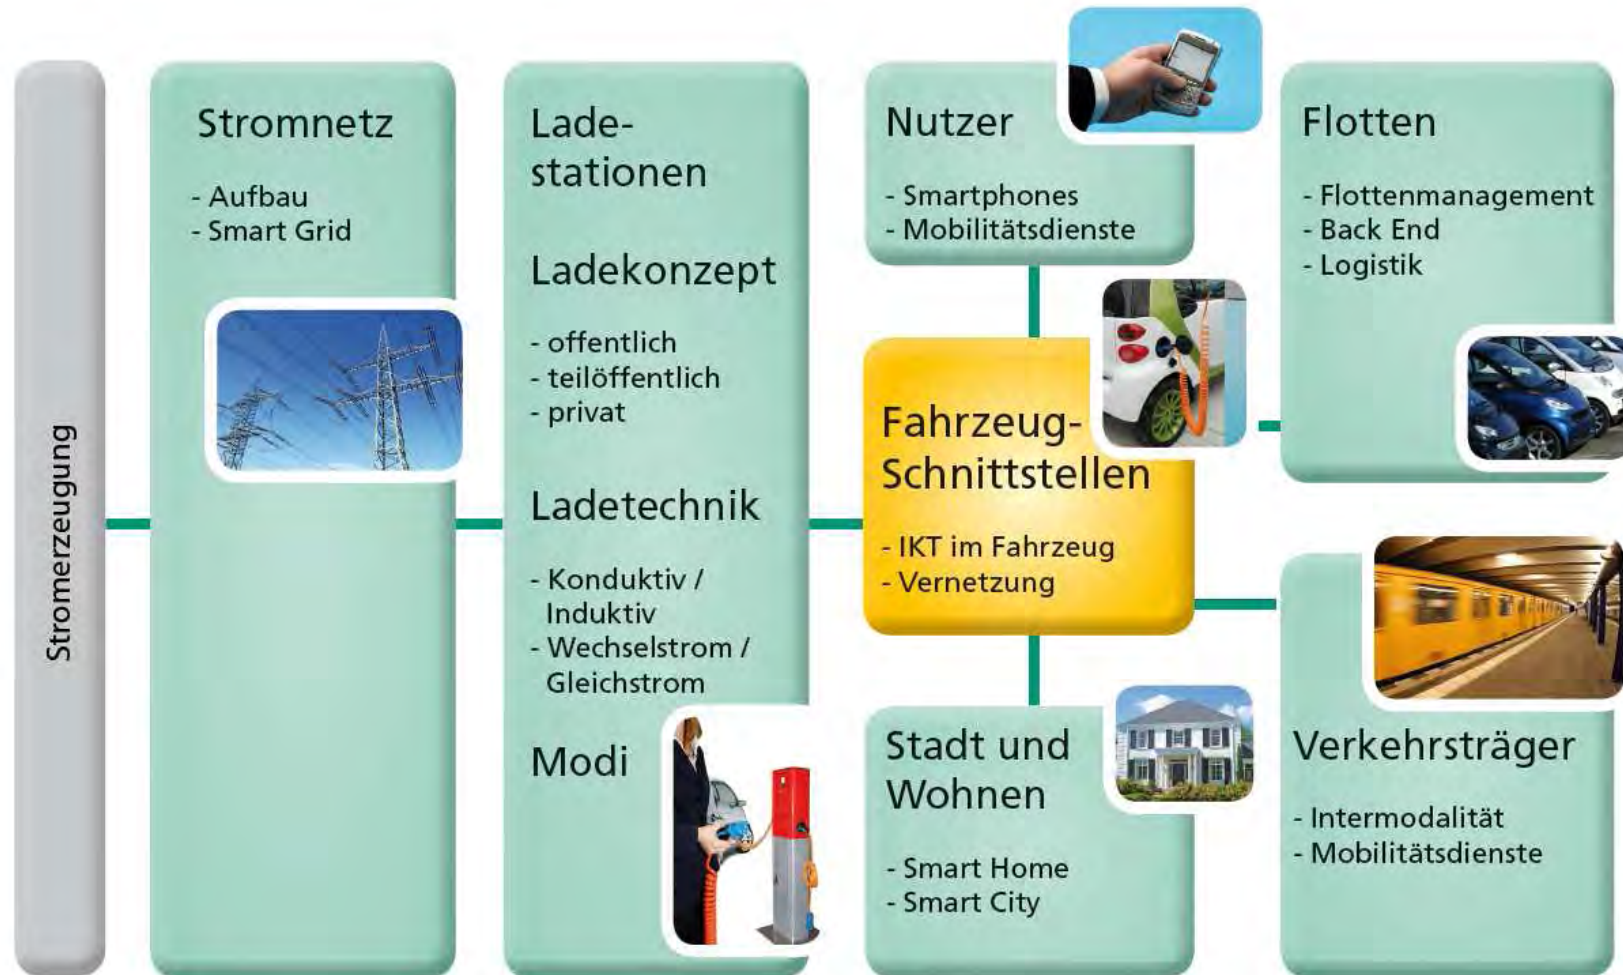 Stromerzeugung
Stromnetz
- Aufbau
- Smart Grid
Lade-
stationen
Ladekonzept
- offentlich
- teilöffentlich
- privat
Ladetechnik
- Konduktiv /
Induktiv
- Wechselstrom /
Gleichstrom
Modi
Nutzer
- Smartphones
- Mobilitätsdienste
Fahrzeug-
Schnittstellen
- IKT im Fahrzeug
- Vernetzung
Stadt und
Wohnen
- Smart Home
- Smart City
Flotten
- Flottenmanagement
- Back End
- Logistik
Verkehrsträger
- Intermodalität
- Mobilitätsdienste